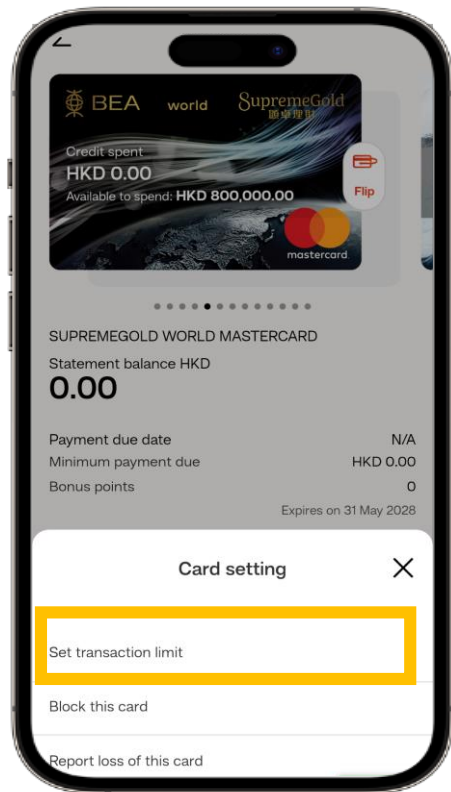 BEA world SupremeGold
顯卓理財
Credit spent
HKD 0.00
Available to spend: HKD 800,000.00
Flip
mastercard
SUPREMEGOLD WORLD MASTERCARD
Statement balance HKD
0.00
Payment due date N/A
Minimum payment due HKD 0.00
Bonus points 0
Expires on 31 May 2028
Card setting
Set transaction limit
Block this card
Report loss of this card